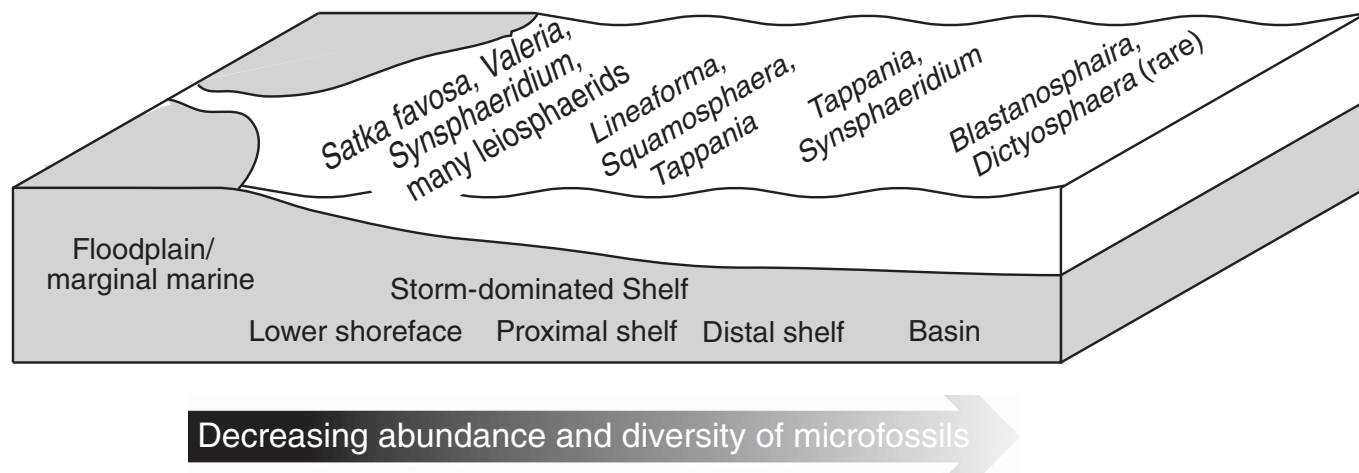 Satka favosa, Valeria,
Synsphaeridium,
many leiosphaerids
Lineaforma,
Squamosphaera,
Tappania
Tappania,
Synsphaeridium
Blastanosphaira,
Dictyosphaera (rare)
Floodplain/
marginal marine
Storm-dominated Shelf
Lower shoreface
Proximal shelf
Distal shelf
Basin
Decreasing abundance and diversity of microfossils